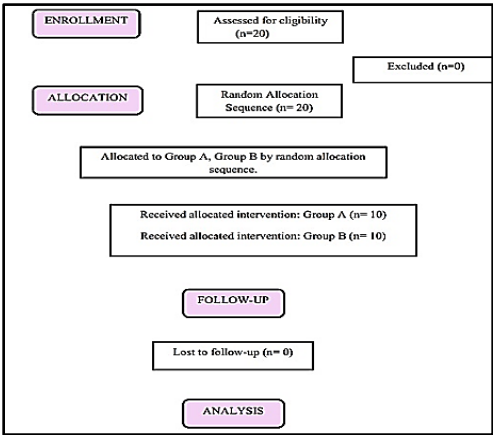 ENROLLMENT
Assessed for eligibility
(n=20)
Excluded (n=0)
ALLOCATION
Random Allocation
Sequence (n= 20)
Allocated to Group A, Group B by random allocation
sequence.
Received allocated intervention: Group A (n= 10)
Received allocated intervention: Group B (n= 10)
FOLLOW-UP
Lost to follow-up (n= 0)
ANALYSIS